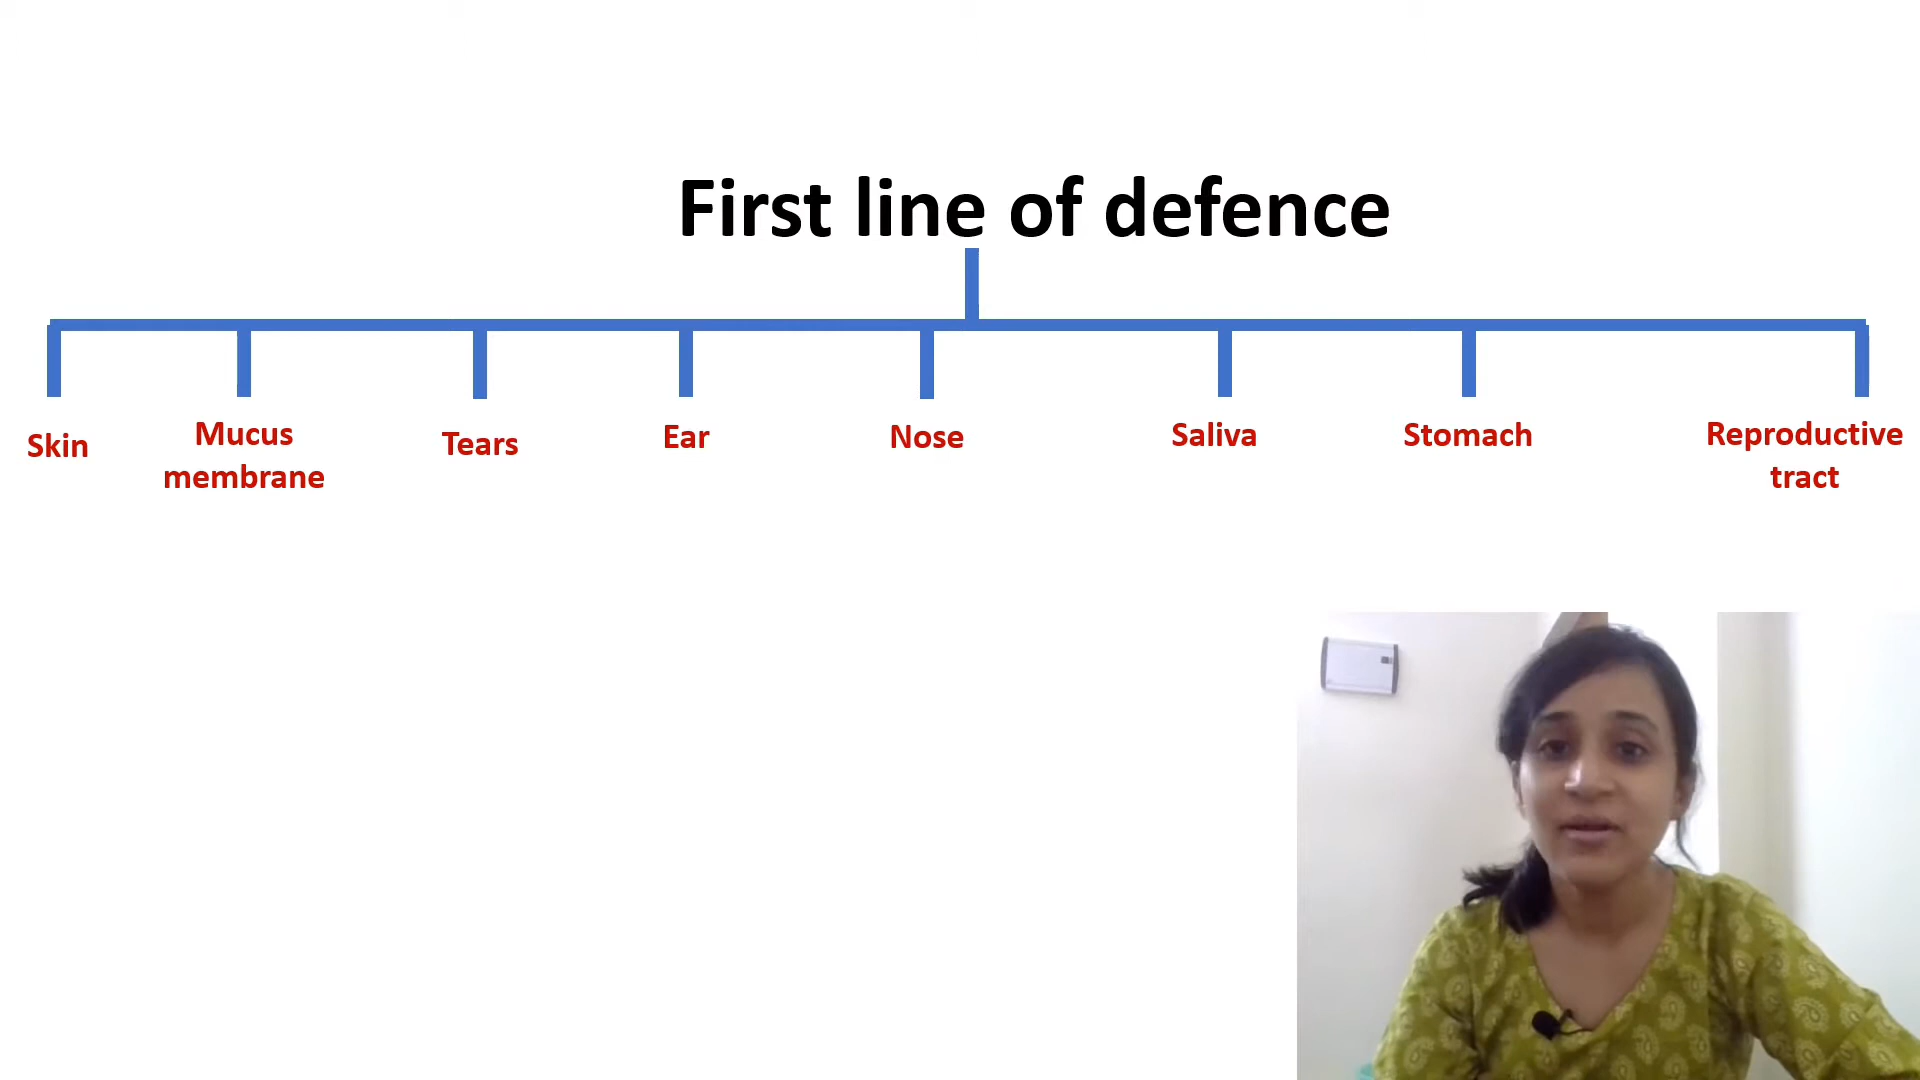 First line of defence
Skin
Mucus
membrane
Tears
Ear
Nose
Saliva
Stomach
Reproductive
tract